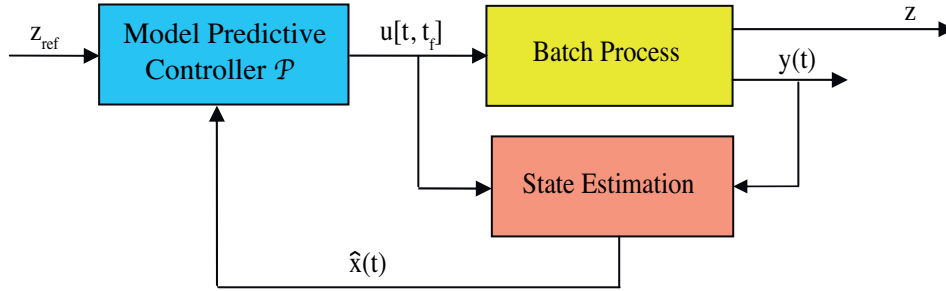 z_ref
Model Predictive
Controller 𝒫
u[t, t_f]
Batch Process
z
y(t)
State Estimation
x̂(t)